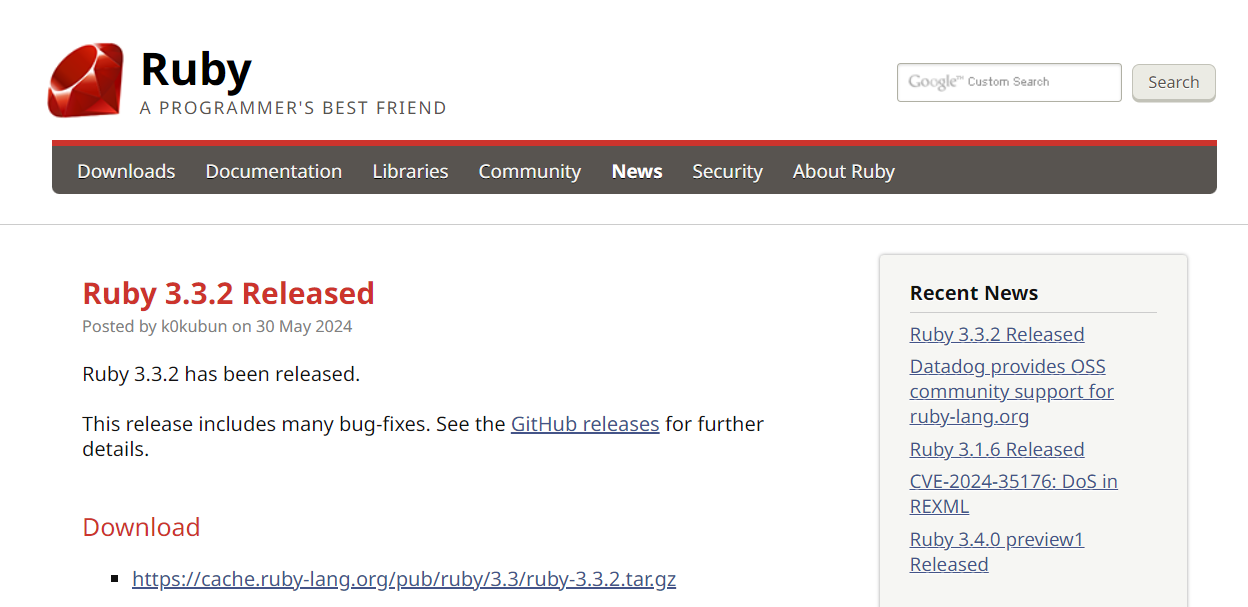 Ruby
A PROGRAMMER'S BEST FRIEND
Google™ Custom Search
Search
Downloads Documentation Libraries Community News Security About Ruby
Ruby 3.3.2 Released
Posted by k0kubun on 30 May 2024
Ruby 3.3.2 has been released.
This release includes many bug-fixes. See the GitHub releases for further
details.
Download
https://cache.ruby-lang.org/pub/ruby/3.3/ruby-3.3.2.tar.gz
Recent News
Ruby 3.3.2 Released
Datadog provides OSS
community support for
ruby-lang.org
Ruby 3.1.6 Released
CVE-2024-35176: DoS in
REXML
Ruby 3.4.0 preview1
Released